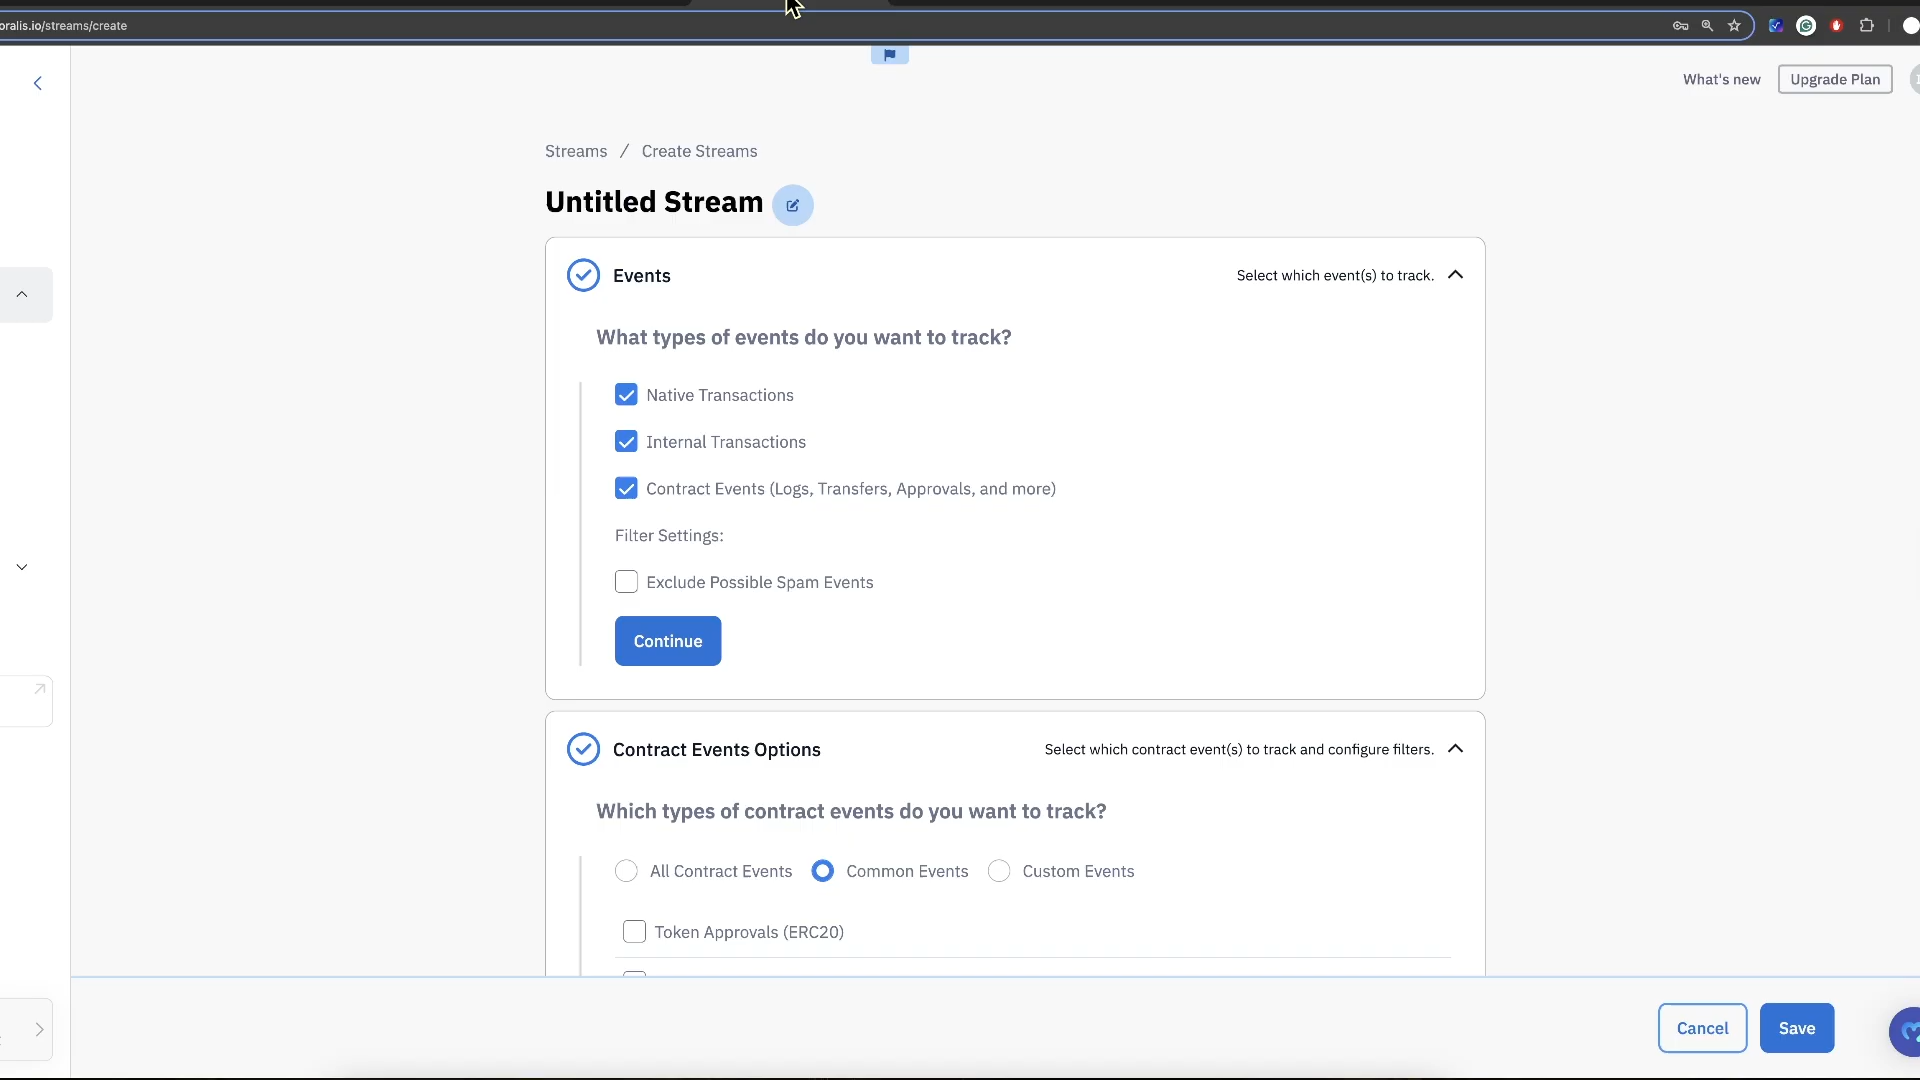 oralis.io/streams/create
What's new
Upgrade Plan
Streams / Create Streams
Untitled Stream
Events
Select which event(s) to track.
What types of events do you want to track?
Native Transactions
Internal Transactions
Contract Events (Logs, Transfers, Approvals, and more)
Filter Settings:
Exclude Possible Spam Events
Continue
Contract Events Options
Select which contract event(s) to track and configure filters.
Which types of contract events do you want to track?
All Contract Events
Common Events
Custom Events
Token Approvals (ERC20)
Cancel
Save